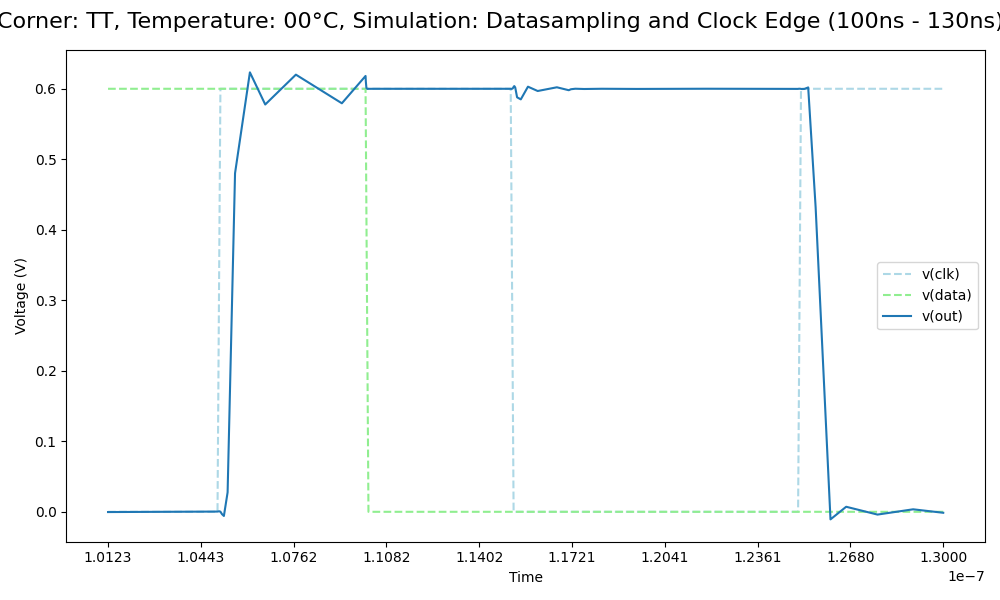 Corner: TT, Temperature: 00°C, Simulation: Datasampling and Clock Edge (100ns - 130ns)
0.6
0.5
0.4
0.3
0.2
0.1
0.0
Voltage (V)
v(clk)
v(data)
v(out)
1.0123 1.0443 1.0762 1.1082 1.1402 1.1721 1.2041 1.2361 1.2680 1.3000
1e−7
Time